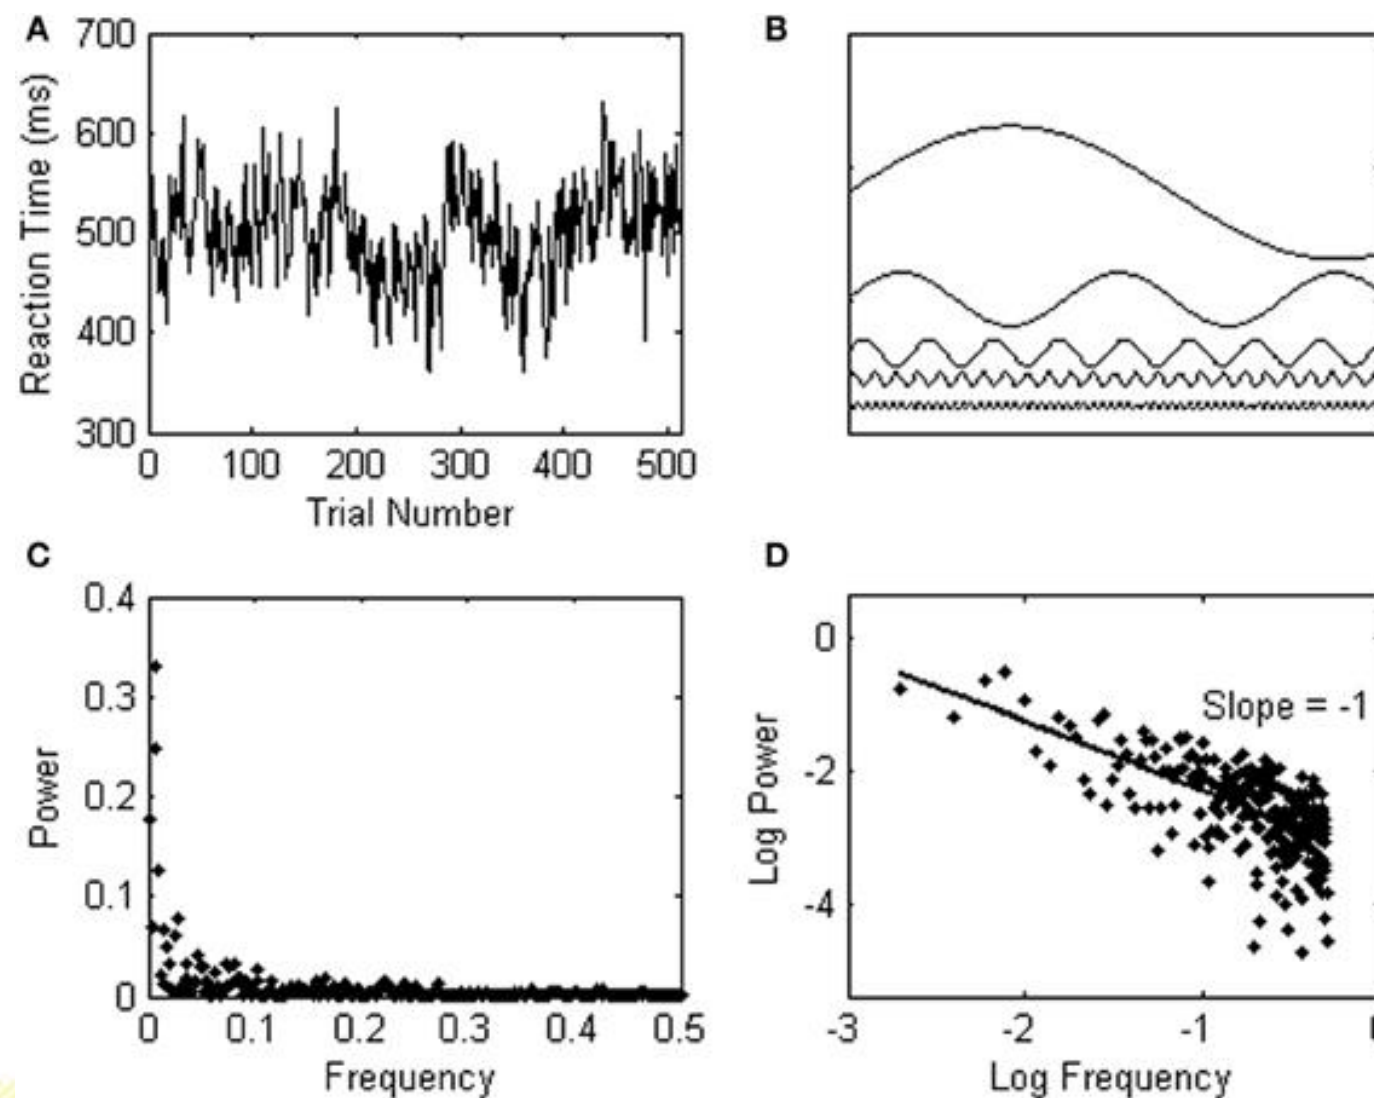 A
700
600
500
400
300
Reaction Time (ms)
0 100 200 300 400 500
Trial Number
B
C
0.4
0.3
0.2
0.1
0
Power
0 0.1 0.2 0.3 0.4 0.5
Frequency
D
0
-2
-4
Log Power
Slope = -1
-3 -2 -1
Log Frequency